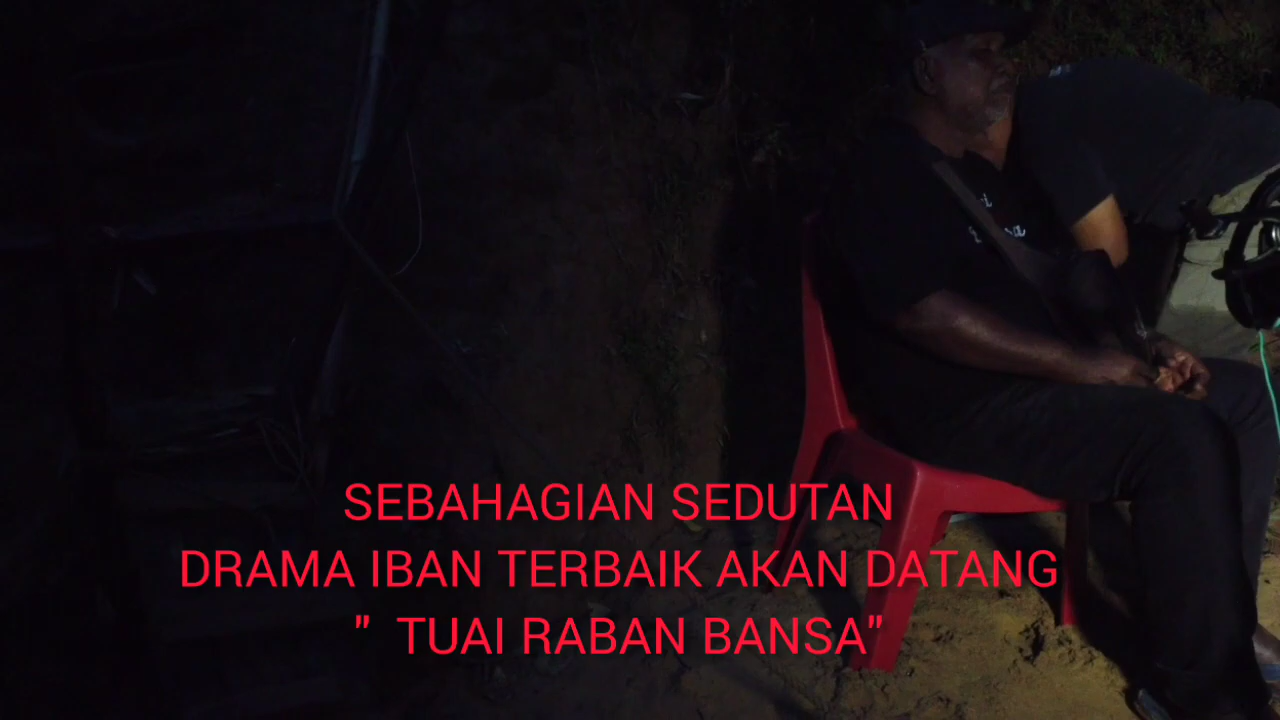 SEBAHAGIAN SEDUTAN
DRAMA IBAN TERBAIK AKAN DATANG
" TUAI RABAN BANSA"